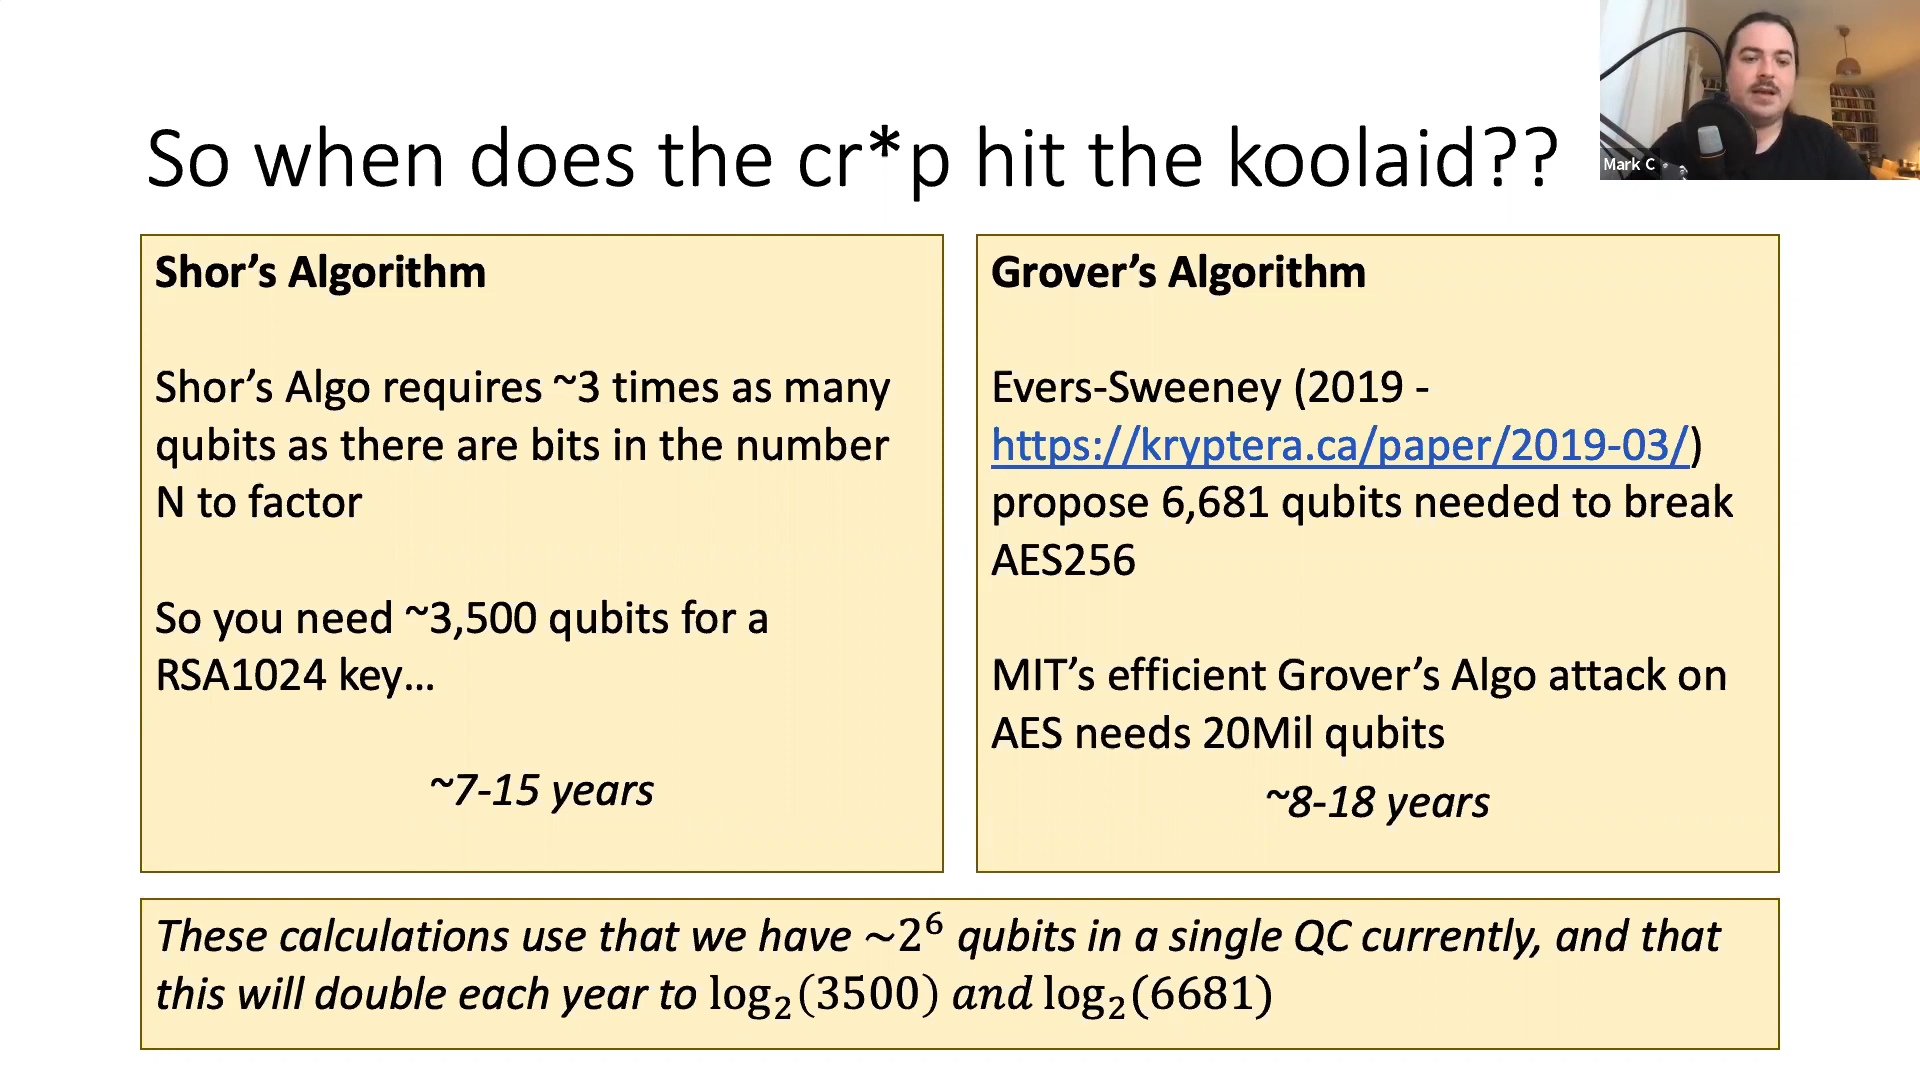 So when does the cr*p hit the koolaid??
Mark C
Shor’s Algorithm
Shor’s Algo requires ~3 times as many
qubits as there are bits in the number
N to factor
So you need ~3,500 qubits for a
RSA1024 key…
~7-15 years
Grover’s Algorithm
Evers-Sweeney (2019 -
https://kryptera.ca/paper/2019-03/)
propose 6,681 qubits needed to break
AES256
MIT’s efficient Grover’s Algo attack on
AES needs 20Mil qubits
~8-18 years
These calculations use that we have ~2⁶ qubits in a single QC currently, and that
this will double each year to log₂(3500) and log₂(6681)